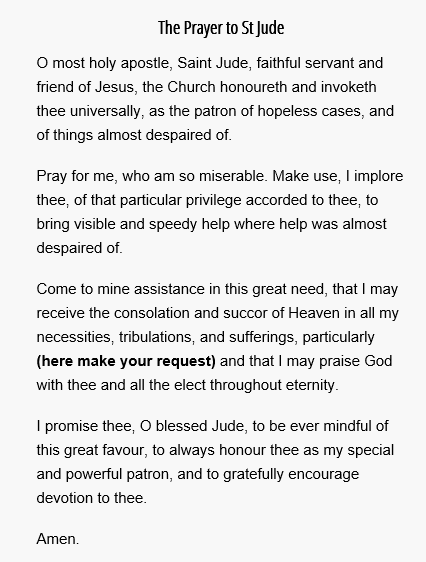 The Prayer to St Jude
O most holy apostle, Saint Jude, faithful servant and
friend of Jesus, the Church honoureth and invoketh
thee universally, as the patron of hopeless cases, and
of things almost despaired of.
Pray for me, who am so miserable. Make use, I implore
thee, of that particular privilege accorded to thee, to
bring visible and speedy help where help was almost
despaired of.
Come to mine assistance in this great need, that I may
receive the consolation and succor of Heaven in all my
necessities, tribulations, and sufferings, particularly
(here make your request) and that I may praise God
with thee and all the elect throughout eternity.
I promise thee, O blessed Jude, to be ever mindful of
this great favour, to always honour thee as my special
and powerful patron, and to gratefully encourage
devotion to thee.
Amen.